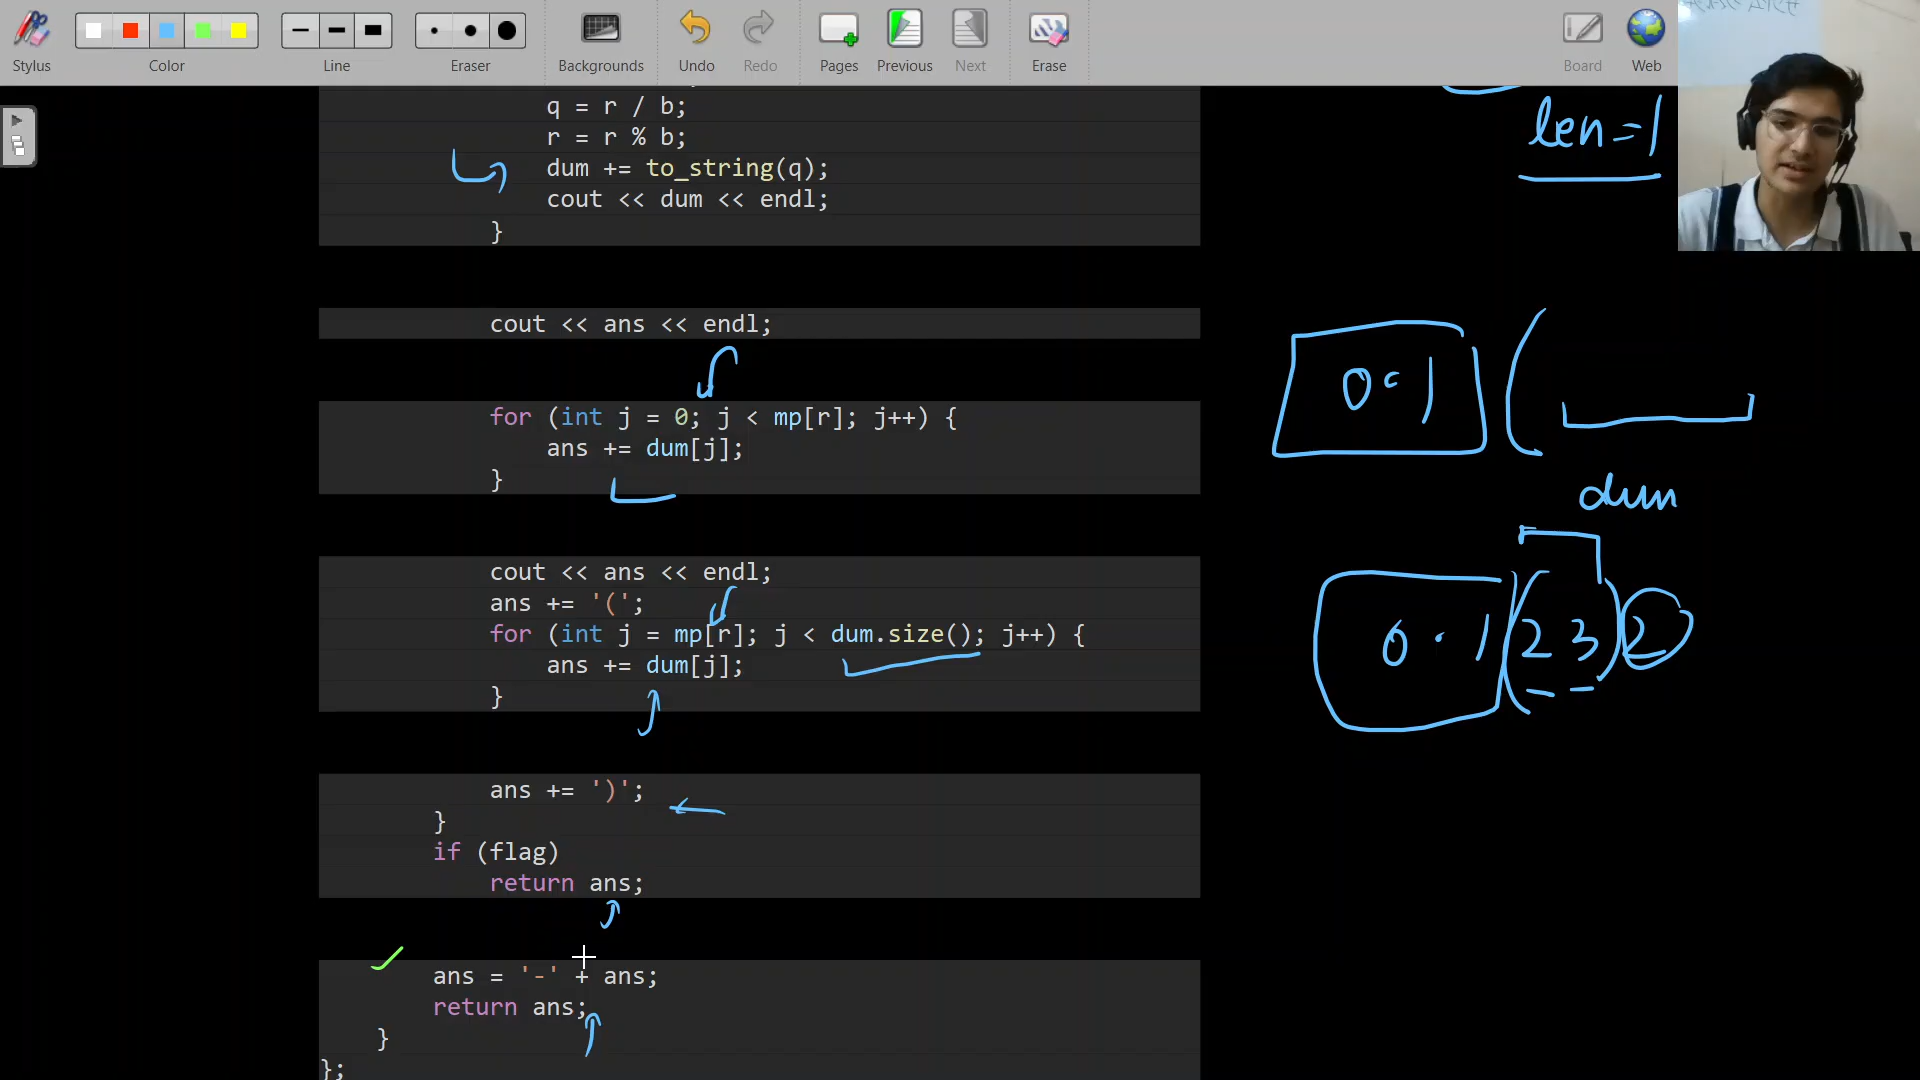 Stylus
Color
Line
Eraser
Backgrounds
Undo
Redo
Pages
Previous
Next
Erase
Board
Web
q = r / b;
r = r % b;
dum += to_string(q);
cout << dum << endl;
}
cout << ans << endl;
for (int j = 0; j < mp[r]; j++) {
ans += dum[j];
}
cout << ans << endl;
ans += '(';
for (int j = mp[r]; j < dum.size(); j++) {
ans += dum[j];
}
ans += ')';
}
if (flag)
return ans;
ans = '-' + ans;
return ans;
}
};
len=1
0.1(
dum
0.1(23)2